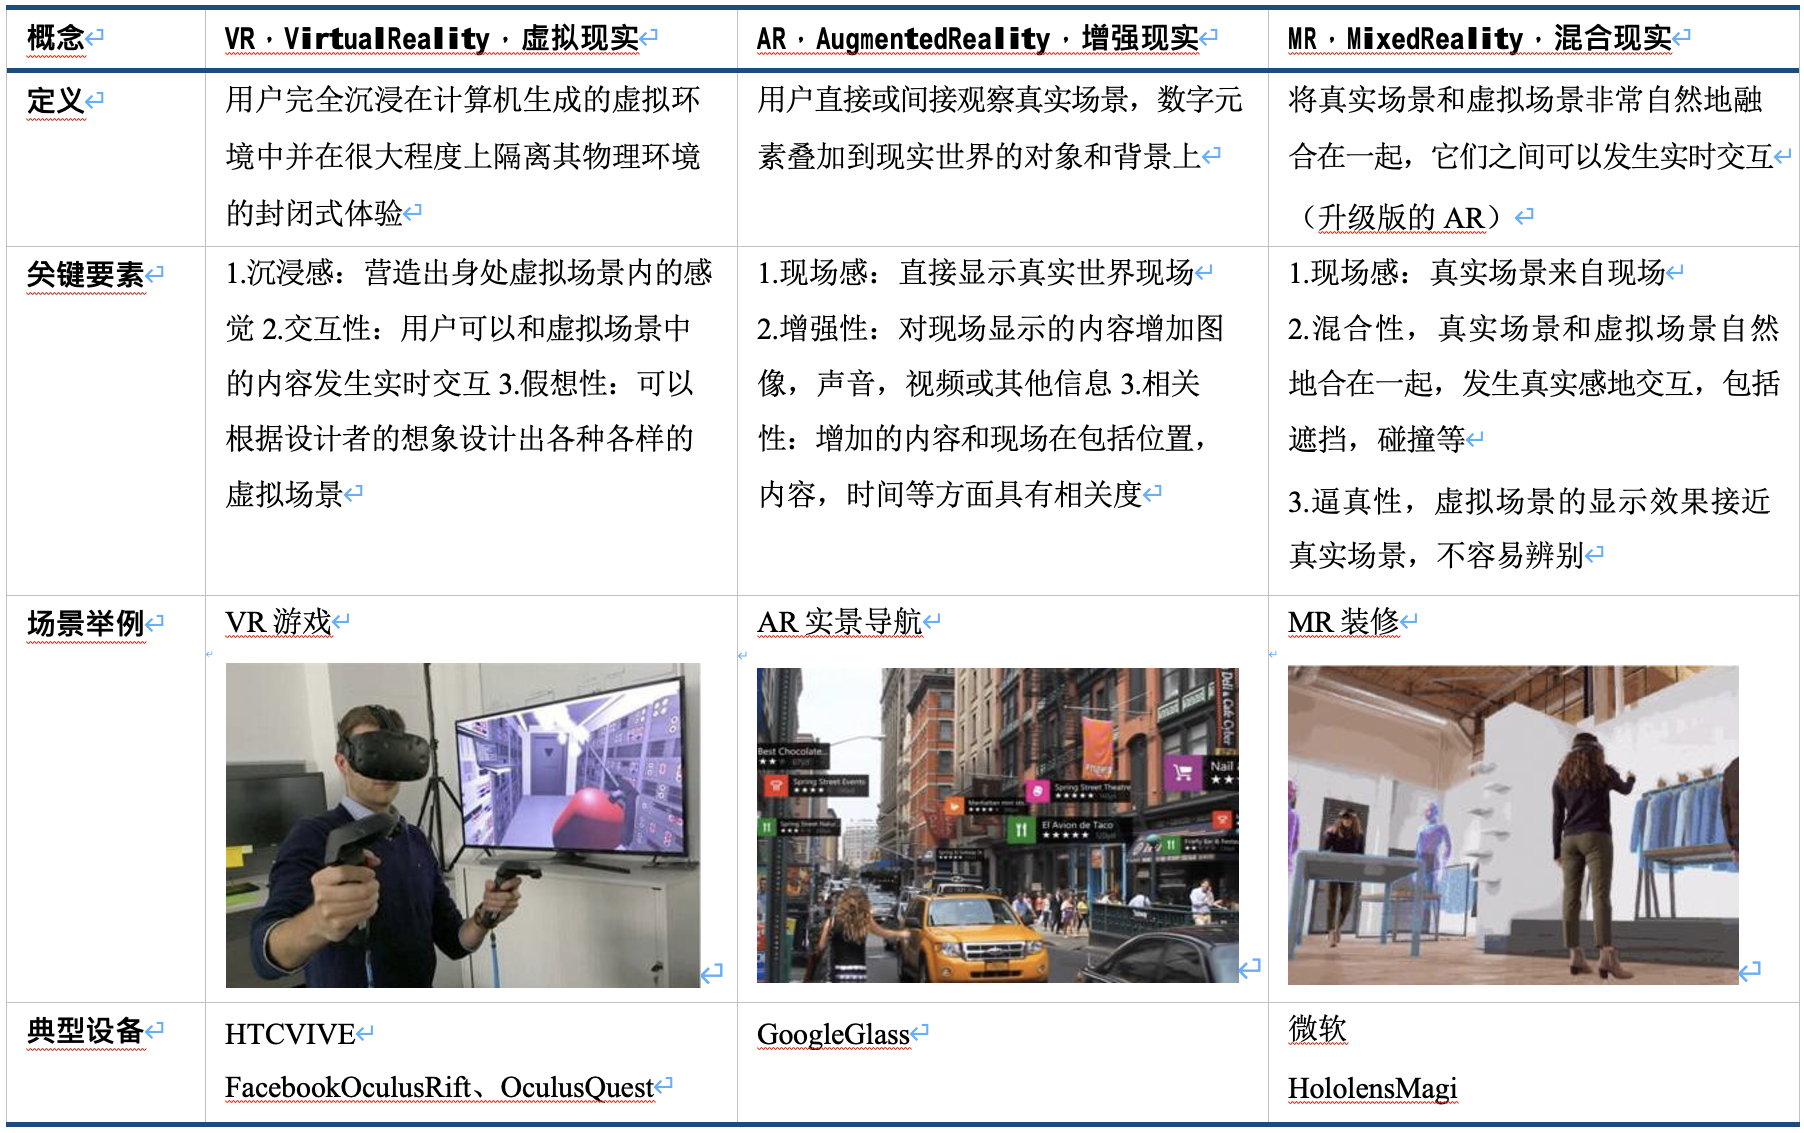 概念
VR，VirtualReality，虚拟现实
AR，AugmentedReality，增强现实
MR，MixedReality，混合现实
定义
用户完全沉浸在计算机生成的虚拟环
境中并在很大程度上隔离其物理环境
的封闭式体验
用户直接或间接观察真实场景，数字元
素叠加到现实世界的对象和背景上
将真实场景和虚拟场景非常自然地融
合在一起，它们之间可以发生实时交互
（升级版的 AR）
关键要素
1.沉浸感：营造出身处虚拟场景内的感
觉 2.交互性：用户可以和虚拟场景中
的内容发生实时交互 3.假想性：可以
根据设计者的想象设计出各种各样的
虚拟场景
1.现场感：直接显示真实世界现场
2.增强性：对现场显示的内容增加图
像，声音，视频或其他信息 3.相关
性：增加的内容和现场在包括位置，
内容，时间等方面具有相关度
1.现场感：真实场景来自现场
2.混合性，真实场景和虚拟场景自然
地合在一起，发生真实感地交互，包括
遮挡，碰撞等
3.逼真性，虚拟场景的显示效果接近
真实场景，不容易辨别
场景举例
VR 游戏
AR 实景导航
Deli & Cafe
Best Chocolate...
Spring Street Events
Manhattan mini
Spring Street Theatre
Nail
El Avion de Taco
MR 装修
典型设备
HTCVIVE
FacebookOculusRift、OculusQuest
GoogleGlass
微软
HololensMagi